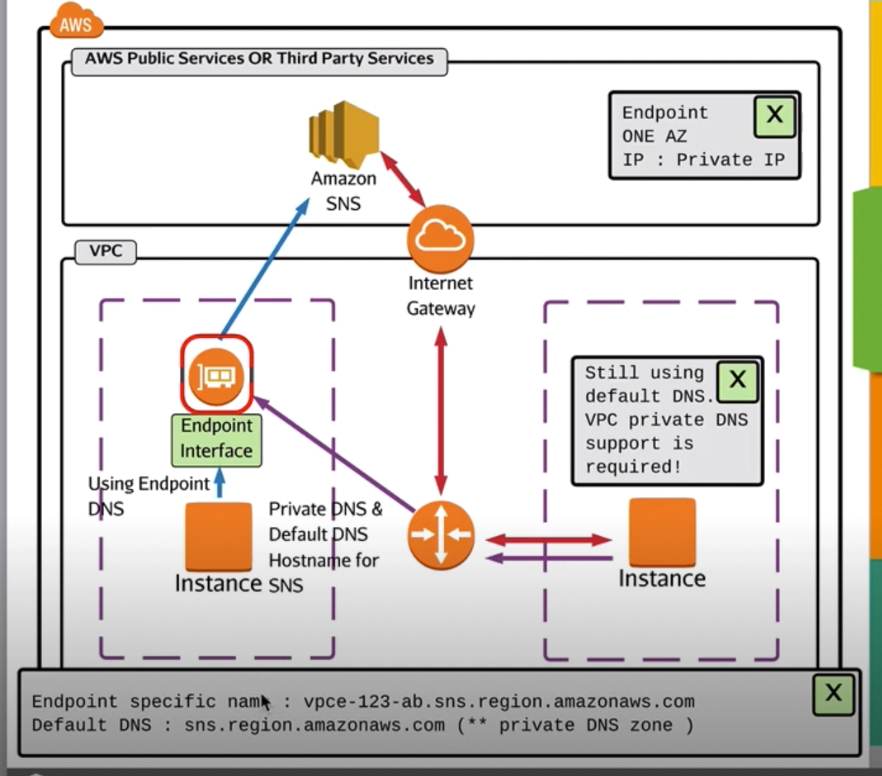 AWS
AWS Public Services OR Third Party Services
Endpoint
ONE AZ
IP : Private IP
X
Amazon
SNS
VPC
Internet
Gateway
Still using
default DNS.
VPC private DNS
support is
required!
X
Endpoint
Interface
Using Endpoint
DNS
Private DNS &
Default DNS
Hostname for
SNS
Instance
Instance
Endpoint specific name : vpce-123-ab.sns.region.amazonaws.com
Default DNS : sns.region.amazonaws.com (** private DNS zone )
X